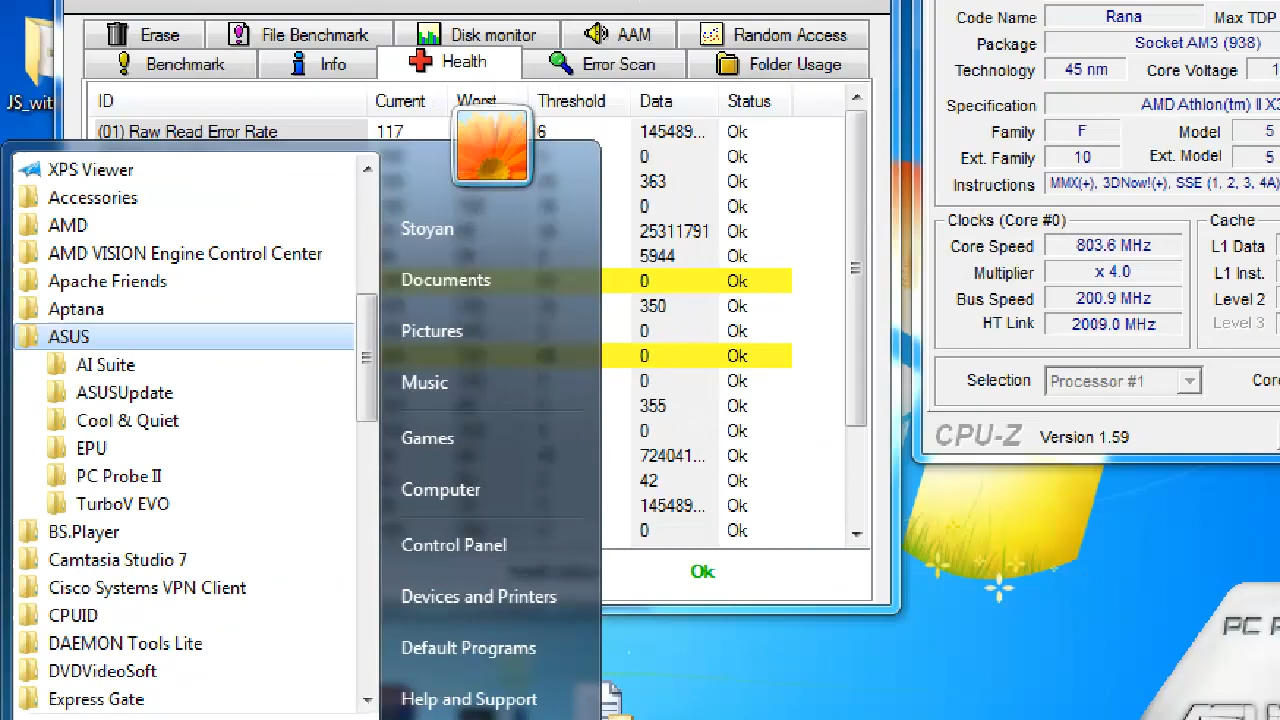 Erase
File Benchmark
Disk monitor
AAM
Random Access
Benchmark
Info
Health
Error Scan
Folder Usage
ID
Current
Worst
Threshold
Data
Status
(01) Raw Read Error Rate
117
6
145489...
Ok
0
Ok
363
Ok
0
Ok
25311791
Ok
5944
Ok
0
Ok
350
Ok
0
Ok
0
Ok
0
Ok
355
Ok
0
Ok
724041...
Ok
42
Ok
145489...
Ok
0
Ok
Ok
JS_wit
XPS Viewer
Accessories
AMD
AMD VISION Engine Control Center
Apache Friends
Aptana
ASUS
AI Suite
ASUSUpdate
Cool & Quiet
EPU
PC Probe II
TurboV EVO
BS.Player
Camtasia Studio 7
Cisco Systems VPN Client
CPUID
DAEMON Tools Lite
DVDVideoSoft
Express Gate
Stoyan
Documents
Pictures
Music
Games
Computer
Control Panel
Devices and Printers
Default Programs
Help and Support
Code Name
Rana
Max TDP
Package
Socket AM3 (938)
Technology
45 nm
Core Voltage
1
Specification
AMD Athlon(tm) II X3
Family
F
Model
5
Ext. Family
10
Ext. Model
5
Instructions
MMX(+), 3DNow!(+), SSE (1, 2, 3, 4A)
Clocks (Core #0)
Cache
Core Speed
803.6 MHz
L1 Data
Multiplier
x 4.0
L1 Inst.
Bus Speed
200.9 MHz
Level 2
HT Link
2009.0 MHz
Level 3
Selection
Processor #1
Core
CPU-Z
Version 1.59
PC